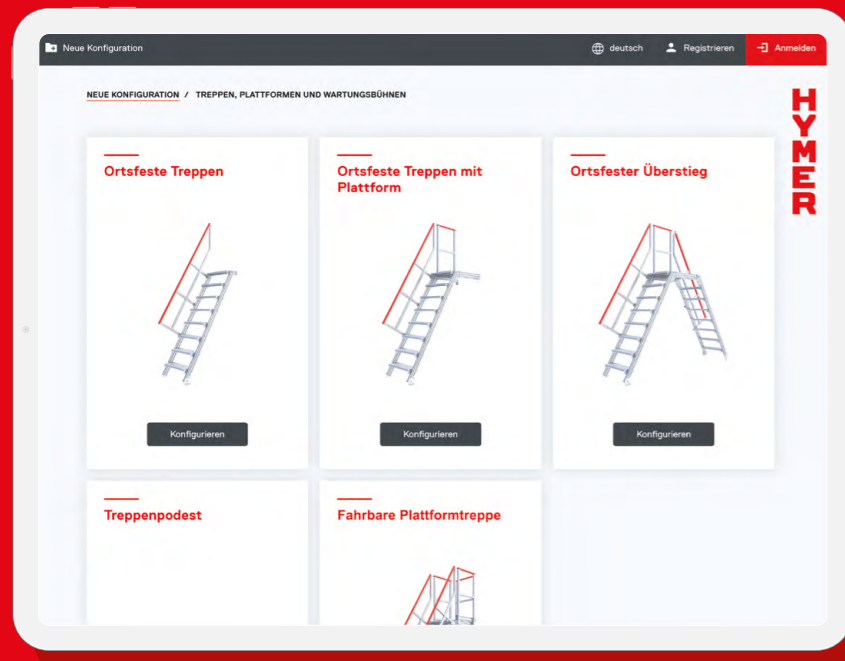 Neue Konfiguration
deutsch
Registrieren
Anmelden
NEUE KONFIGURATION / TREPPEN, PLATTFORMEN UND WARTUNGSBÜHNEN
HYMER
Ortsfeste Treppen
Ortsfeste Treppen mit
Plattform
Ortsfester Überstieg
Konfigurieren
Konfigurieren
Konfigurieren
Treppenpodest
Fahrbare Plattformtreppe